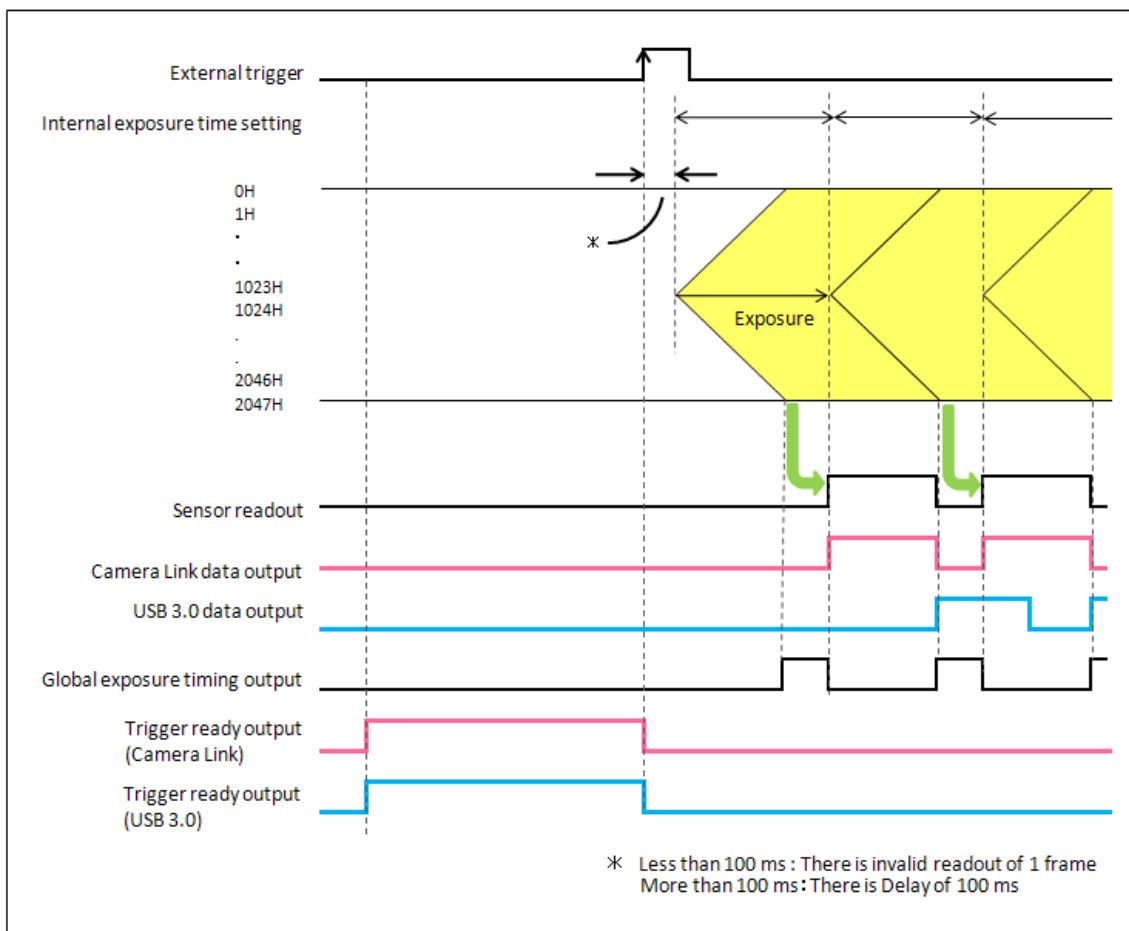 External trigger
Internal exposure time setting
0H
1H
.
.
1023H
1024H
.
.
2046H
2047H
*
Exposure
Sensor readout
Camera Link data output
USB 3.0 data output
Global exposure timing output
Trigger ready output
(Camera Link)
Trigger ready output
(USB 3.0)
* Less than 100 ms : There is invalid readout of 1 frame
More than 100 ms : There is Delay of 100 ms